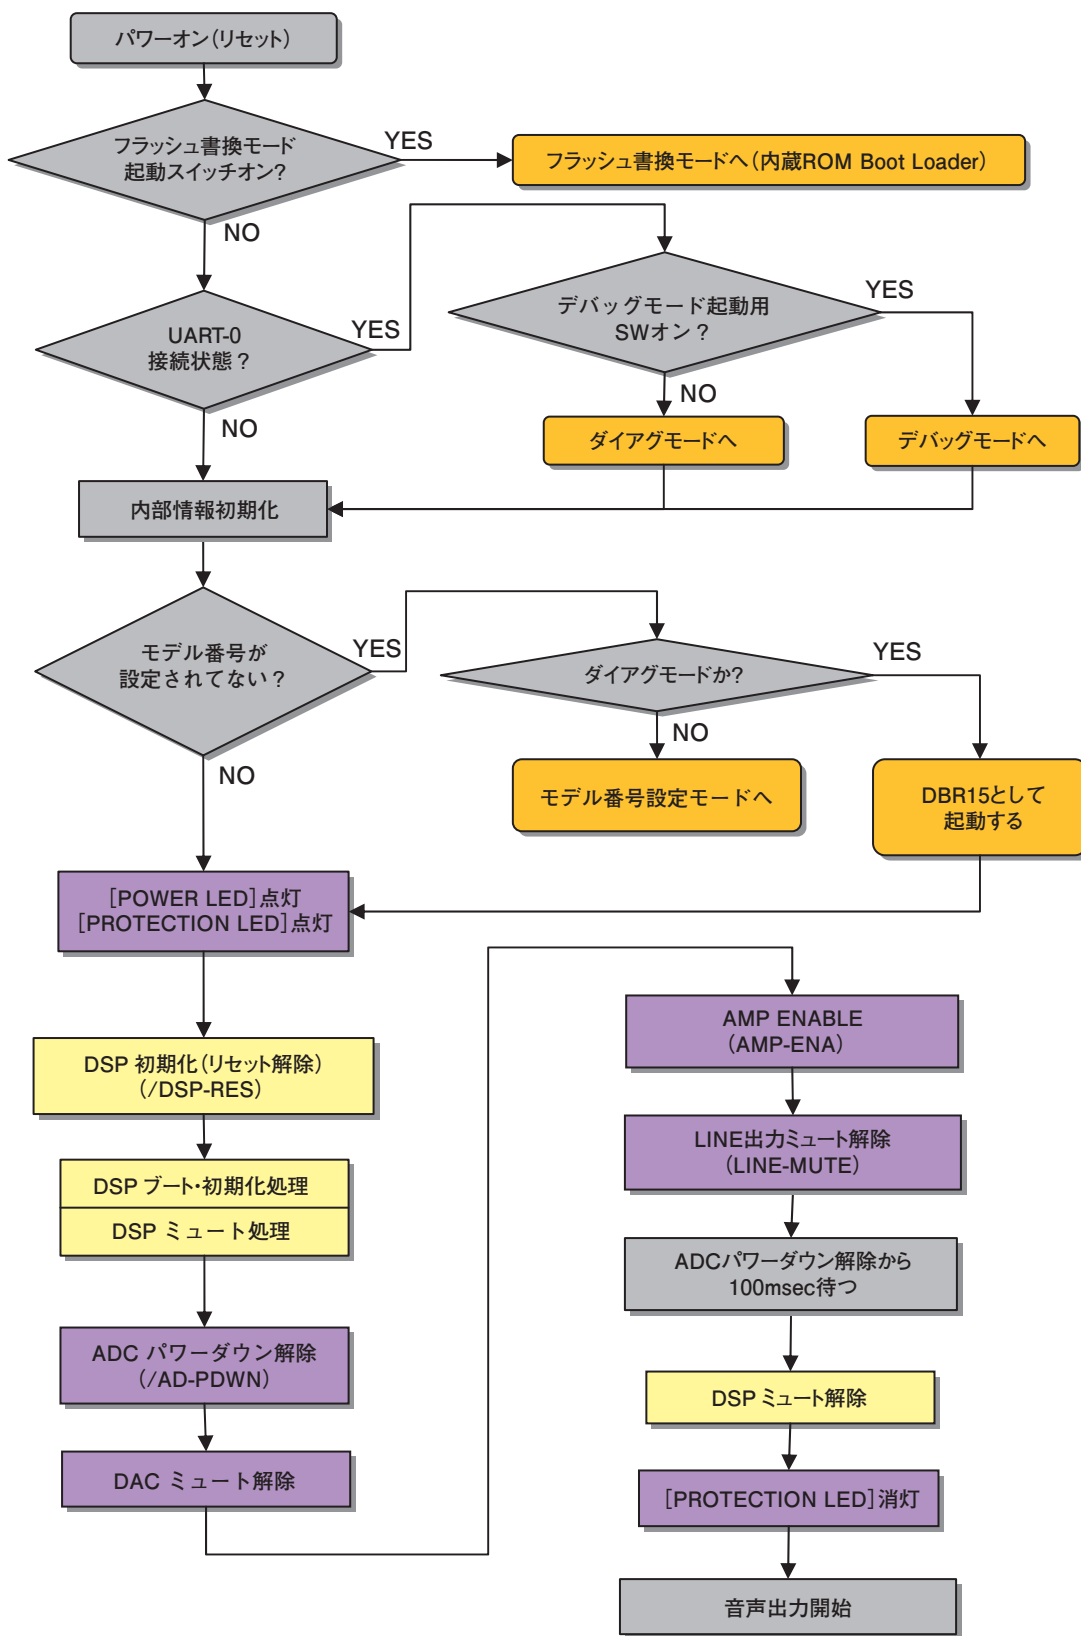 パワーオン(リセット)
フラッシュ書換モード
起動スイッチオン?
YES
フラッシュ書換モードへ(内蔵ROM Boot Loader)
NO
UART-0
接続状態?
YES
デバッグモード起動用
SWオン?
YES
NO
ダイアグモードへ
デバッグモードへ
NO
内部情報初期化
モデル番号が
設定されてない?
YES
ダイアグモードか?
YES
NO
モデル番号設定モードへ
DBR15として
起動する
NO
[POWER LED]点灯
[PROTECTION LED]点灯
DSP 初期化(リセット解除)
(/DSP-RES)
DSP ブート・初期化処理
DSP ミュート処理
ADC パワーダウン解除
(/AD-PDWN)
DAC ミュート解除
AMP ENABLE
(AMP-ENA)
LINE出力ミュート解除
(LINE-MUTE)
ADCパワーダウン解除から
100msec待つ
DSP ミュート解除
[PROTECTION LED]消灯
音声出力開始